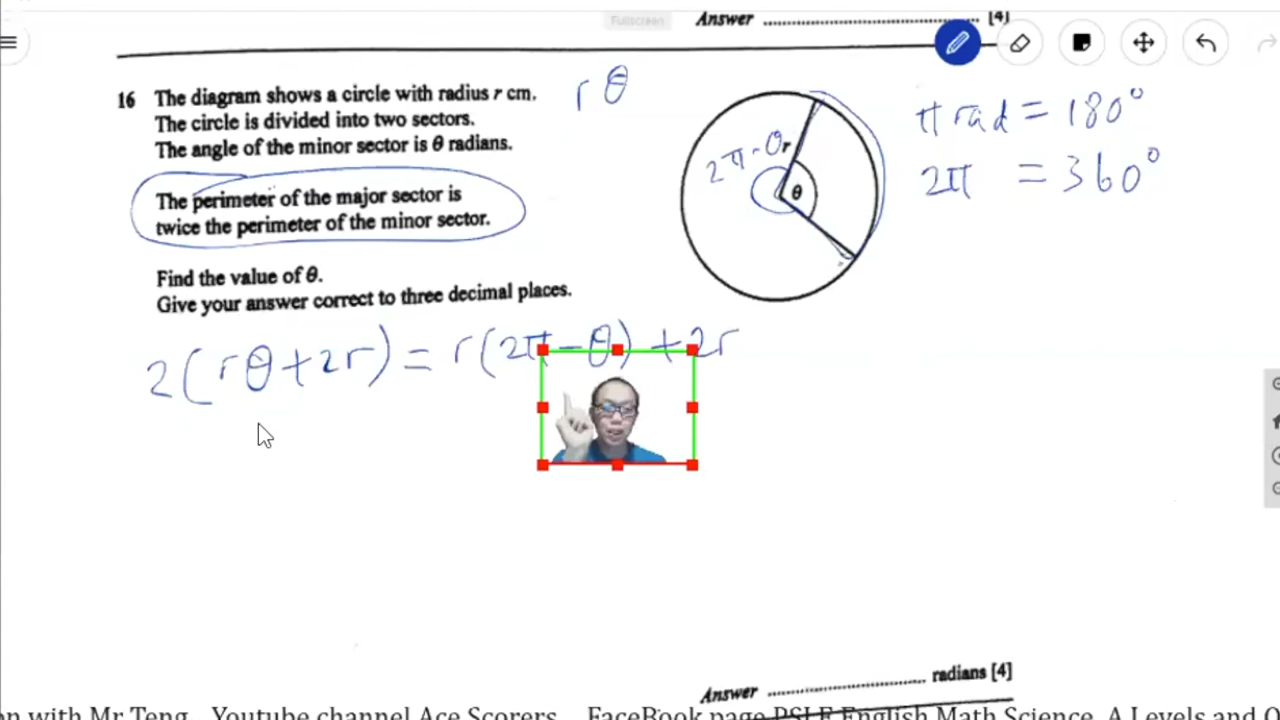 Fullscreen
Answer ........................................ [4]
16 The diagram shows a circle with radius r cm.
The circle is divided into two sectors.
The angle of the minor sector is θ radians.
The perimeter of the major sector is
twice the perimeter of the minor sector.
Find the value of θ.
Give your answer correct to three decimal places.
rθ
2π - θ
r
θ
π rad = 180°
2π = 360°
2(rθ+2r) = r(2π-θ) + 2r
Answer ........................................ radians [4]
on with Mr Teng Youtube channel Ace Scorers FaceBook page PSLE English Math Science A Levels and O